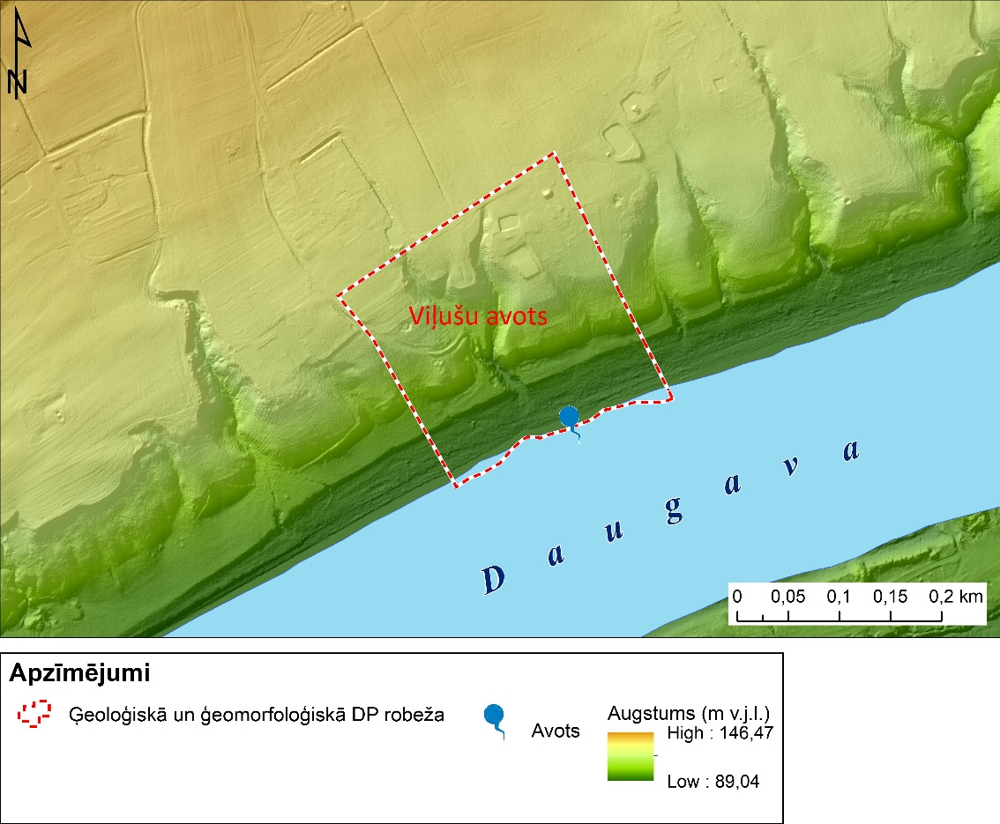 N
Viļušu avots
Daugava
0 0,05 0,1 0,15 0,2 km
Apzīmējumi
Ģeoloģiskā un ģeomorfoloģiskā DP robeža
Avots
Augstums (m v.j.l.)
High : 146,47
Low : 89,04